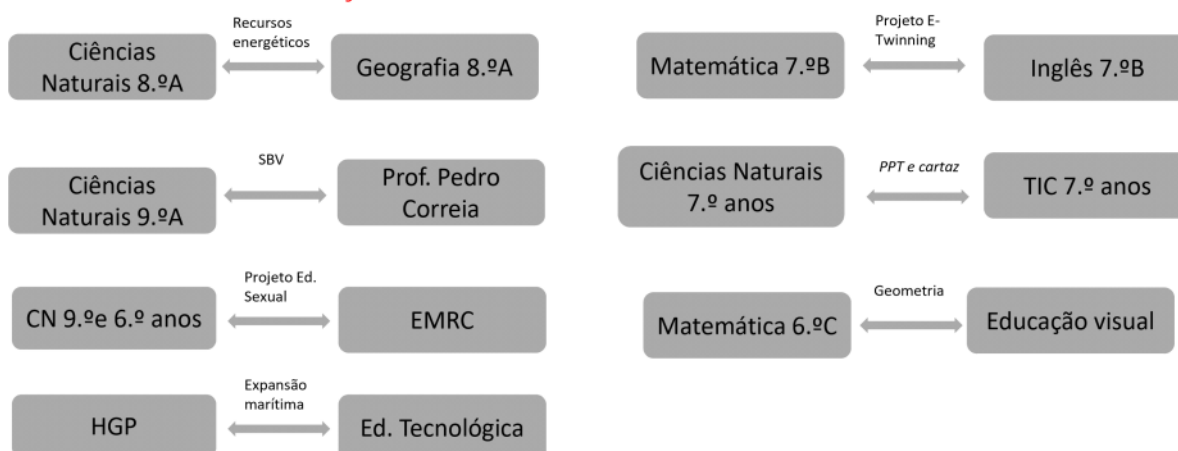 Recursos
energéticos
Ciências
Naturais 8.ºA
Geografia 8.ºA
SBV
Ciências
Naturais 9.ºA
Prof. Pedro
Correia
Projeto Ed.
Sexual
CN 9.ºe 6.º anos
EMRC
Expansão
marítima
HGP
Ed. Tecnológica
Projeto E-
Twinning
Matemática 7.ºB
Inglês 7.ºB
Ciências Naturais
7.º anos
PPT e cartaz
TIC 7.º anos
Geometria
Matemática 6.ºC
Educação visual